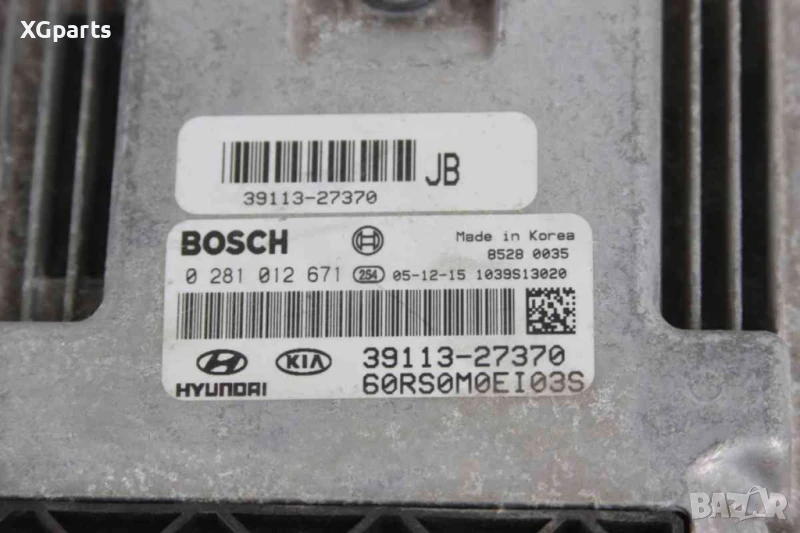 XGparts
JB
39113-27370
BOSCH
Made in Korea
8528 0035
0 281 012 671 254 05-12-15 1039S13020
HYUNDAI KIA 39113-27370
60RS0M0EI03S
BAZAR